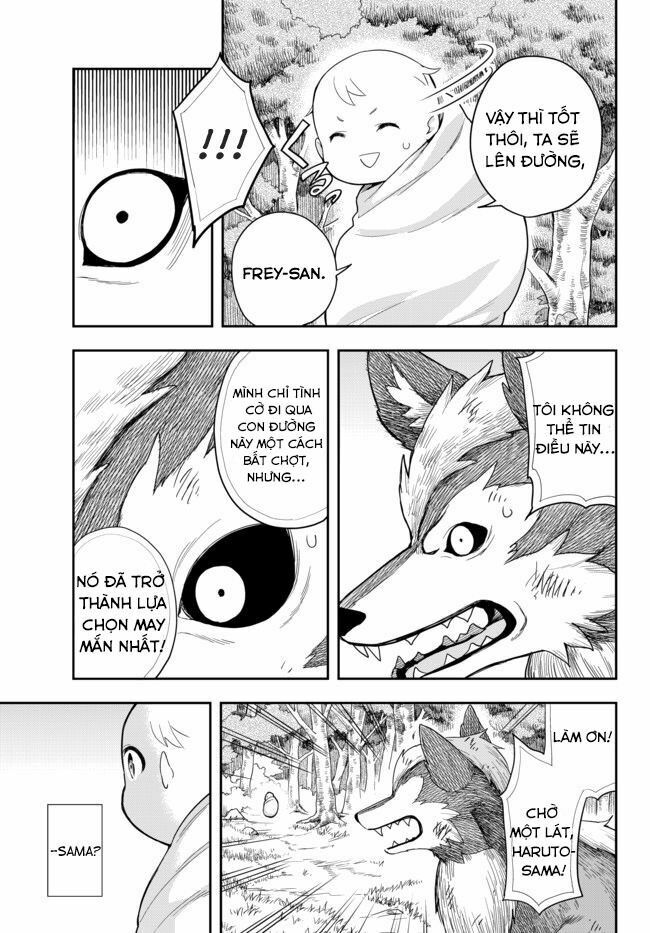 VẬY THÌ TỐT
THÔI, TA SẼ
LÊN ĐƯỜNG,
FREY-SAN.
!!!
TÔI KHÔNG
THỂ TIN
ĐIỀU NÀY...
MÌNH CHỈ TÌNH
CỜ ĐI QUA
CON ĐƯỜNG
NÀY MỘT CÁCH
BẤT CHỢT,
NHƯNG...
NÓ ĐÃ TRỞ
THÀNH LỰA
CHỌN MAY
MẮN NHẤT!
LÀM ƠN!
CHỜ
MỘT LÁT,
HARUTO-
SAMA!
--SAMA?